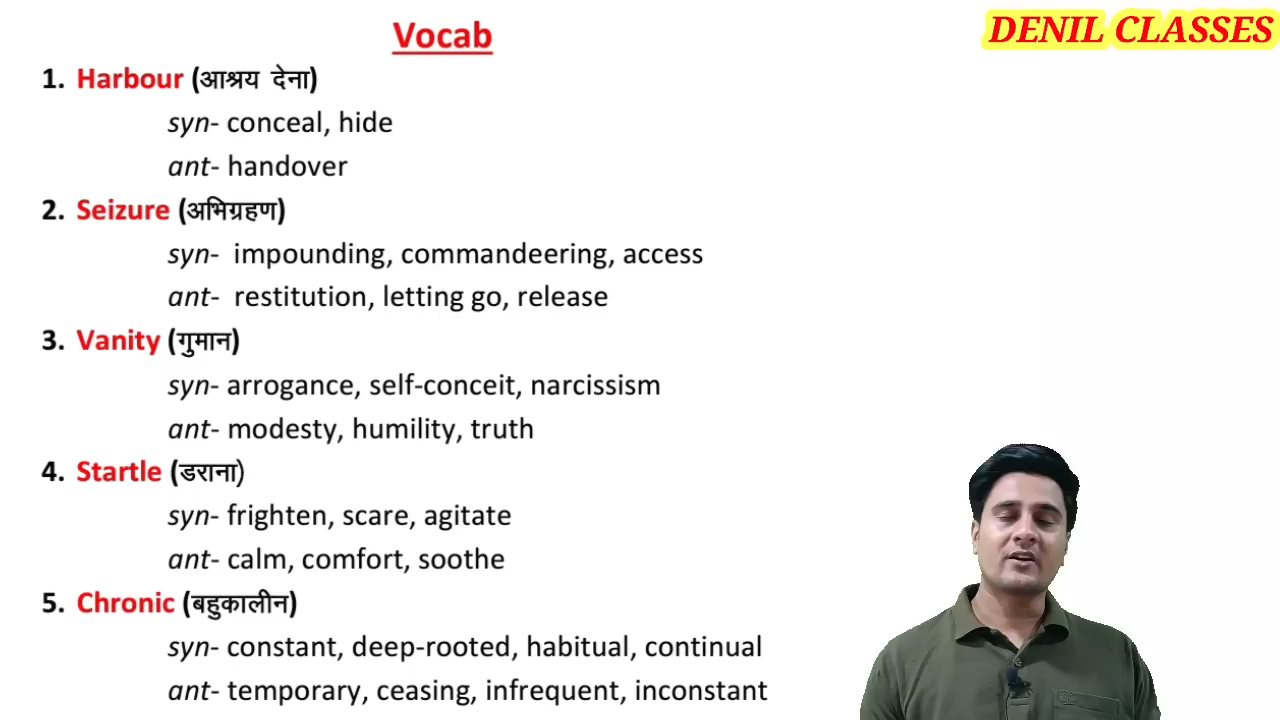 Vocab
DENIL CLASSES
1. Harbour (आश्रय देना)
syn- conceal, hide
ant- handover
2. Seizure (अभिग्रहण)
syn- impounding, commandeering, access
ant- restitution, letting go, release
3. Vanity (गुमान)
syn- arrogance, self-conceit, narcissism
ant- modesty, humility, truth
4. Startle (डराना)
syn- frighten, scare, agitate
ant- calm, comfort, soothe
5. Chronic (बहुकालीन)
syn- constant, deep-rooted, habitual, continual
ant- temporary, ceasing, infrequent, inconstant